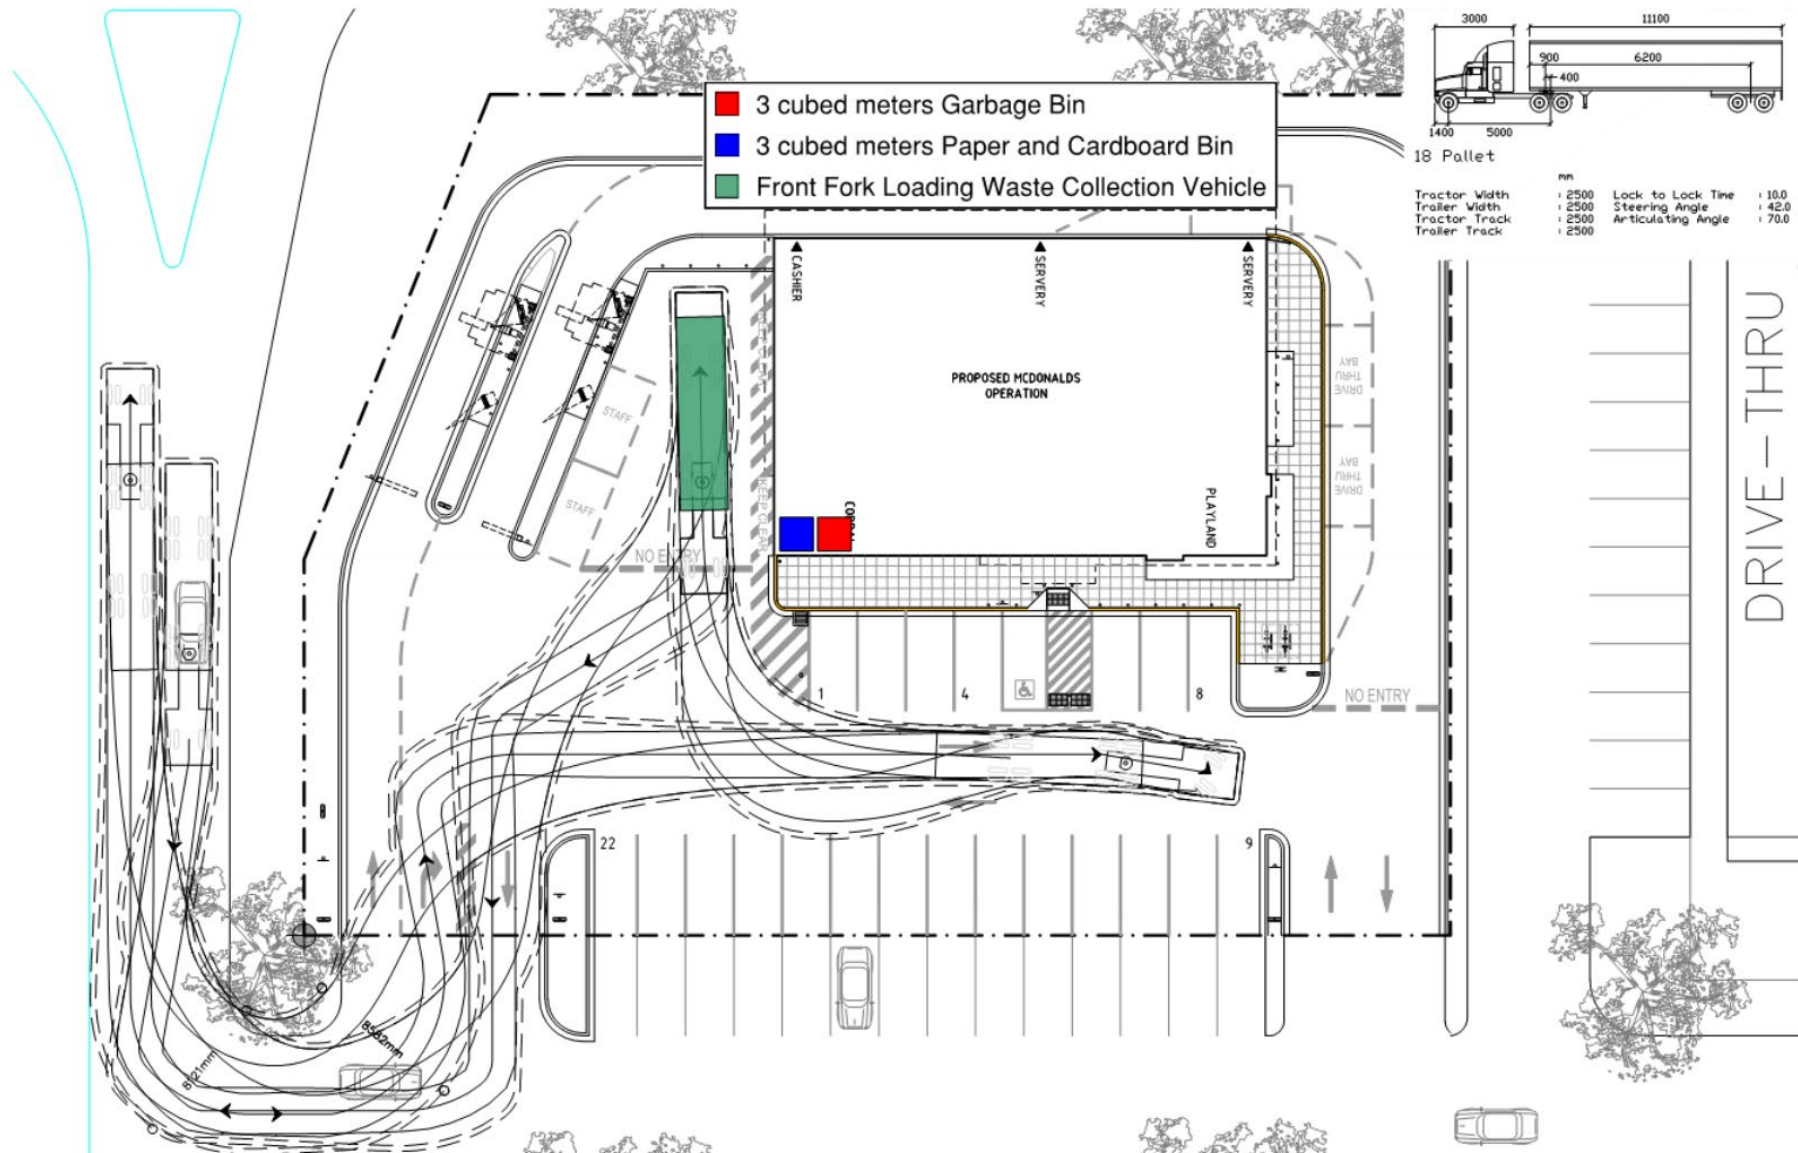 3 cubed meters Garbage Bin
3 cubed meters Paper and Cardboard Bin
Front Fork Loading Waste Collection Vehicle
3000
11100
900
6200
400
1400
5000
18 Pallet
mm
Tractor Width : 2500
Trailer Width : 2500
Tractor Track : 2500
Trailer Track : 2500
Lock to Lock Time : 10.0
Steering Angle : 42.0
Articulating Angle : 70.0
CASHIER
SERVERY
SERVERY
PROPOSED MCDONALDS
OPERATION
DRIVE
THRU
BAY
DRIVE
THRU
BAY
DRIVE-THRU
STAFF
STAFF
KEEP CLEAR
NO ENTRY
PLAYLAND
1
4
8
NO ENTRY
22
9
8582mm